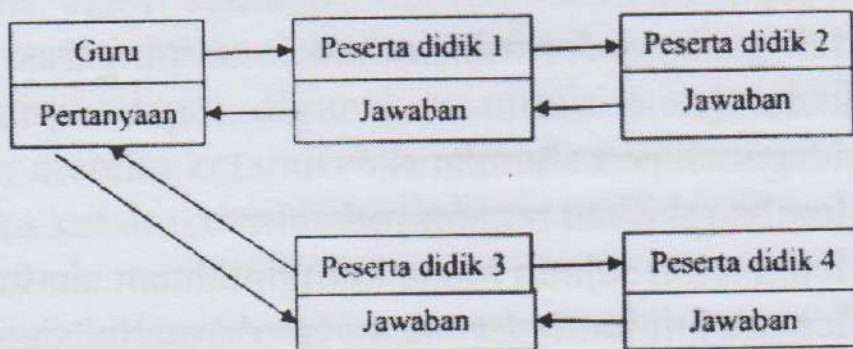 Guru
Peserta didik 1
Peserta didik 2
Pertanyaan
Jawaban
Jawaban
Peserta didik 3
Peserta didik 4
Jawaban
Jawaban